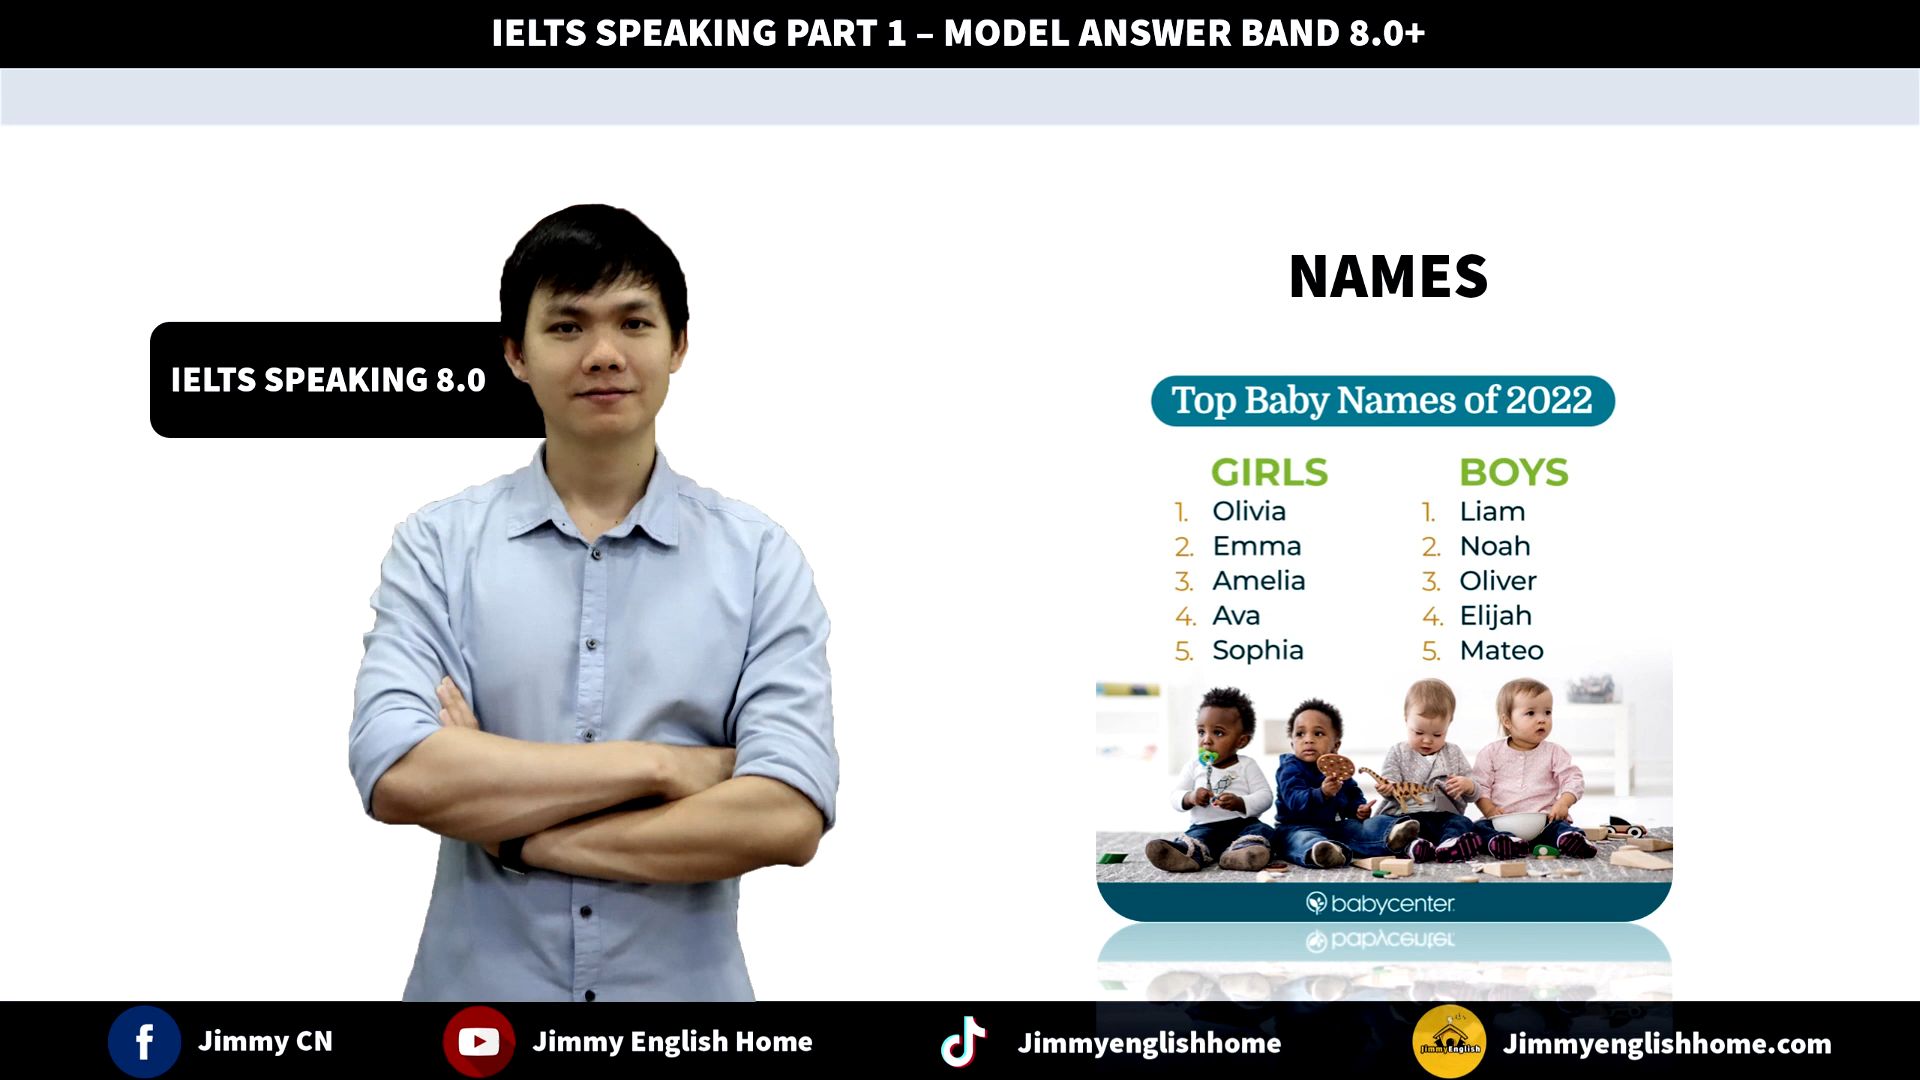 IELTS SPEAKING PART 1 – MODEL ANSWER BAND 8.0+
IELTS SPEAKING 8.0
NAMES
Top Baby Names of 2022
GIRLS
1. Olivia
2. Emma
3. Amelia
4. Ava
5. Sophia
BOYS
1. Liam
2. Noah
3. Oliver
4. Elijah
5. Mateo
babycenter
Jimmy CN
Jimmy English Home
Jimmyenglishhome
JimmyEnglish
Jimmyenglishhome.com